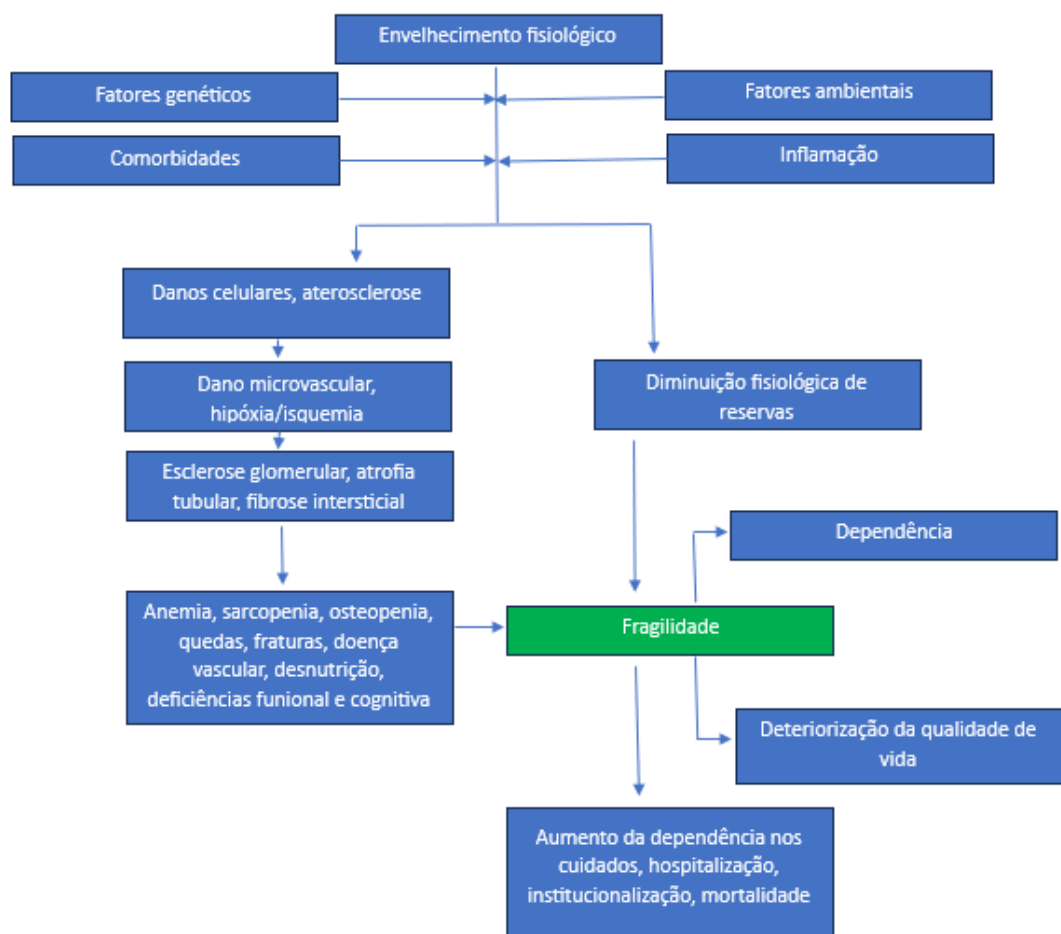 Envelhecimento fisiológico
Fatores genéticos
Fatores ambientais
Comorbidades
Inflamação
Danos celulares, aterosclerose
Dano microvascular,
hipóxia/isquemia
Diminuição fisiológica de
reservas
Esclerose glomerular, atrofia
tubular, fibrose intersticial
Dependência
Anemia, sarcopenia, osteopenia,
quedas, fraturas, doença
vascular, desnutrição,
deficiências funional e cognitiva
Fragilidade
Deteriorização da qualidade de
vida
Aumento da dependência nos
cuidados, hospitalização,
institucionalização, mortalidade